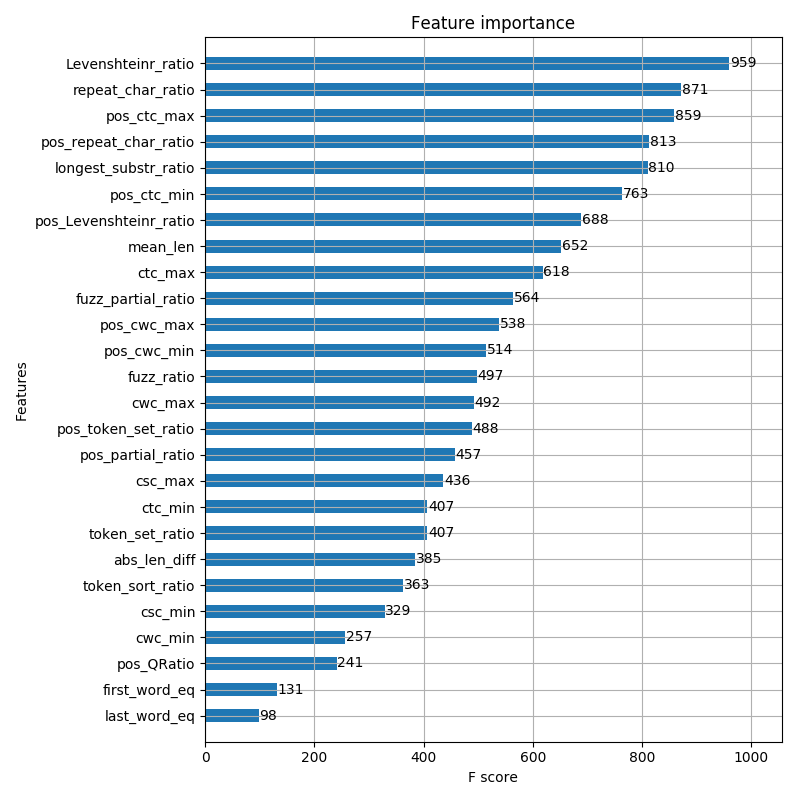 Feature importance
Features
Levenshteinr_ratio 959
repeat_char_ratio 871
pos_ctc_max 859
pos_repeat_char_ratio 813
longest_substr_ratio 810
pos_ctc_min 763
pos_Levenshteinr_ratio 688
mean_len 652
ctc_max 618
fuzz_partial_ratio 564
pos_cwc_max 538
pos_cwc_min 514
fuzz_ratio 497
cwc_max 492
pos_token_set_ratio 488
pos_partial_ratio 457
csc_max 436
ctc_min 407
token_set_ratio 407
abs_len_diff 385
token_sort_ratio 363
csc_min 329
cwc_min 257
pos_QRatio 241
first_word_eq 131
last_word_eq 98
0 200 400 600 800 1000
F score